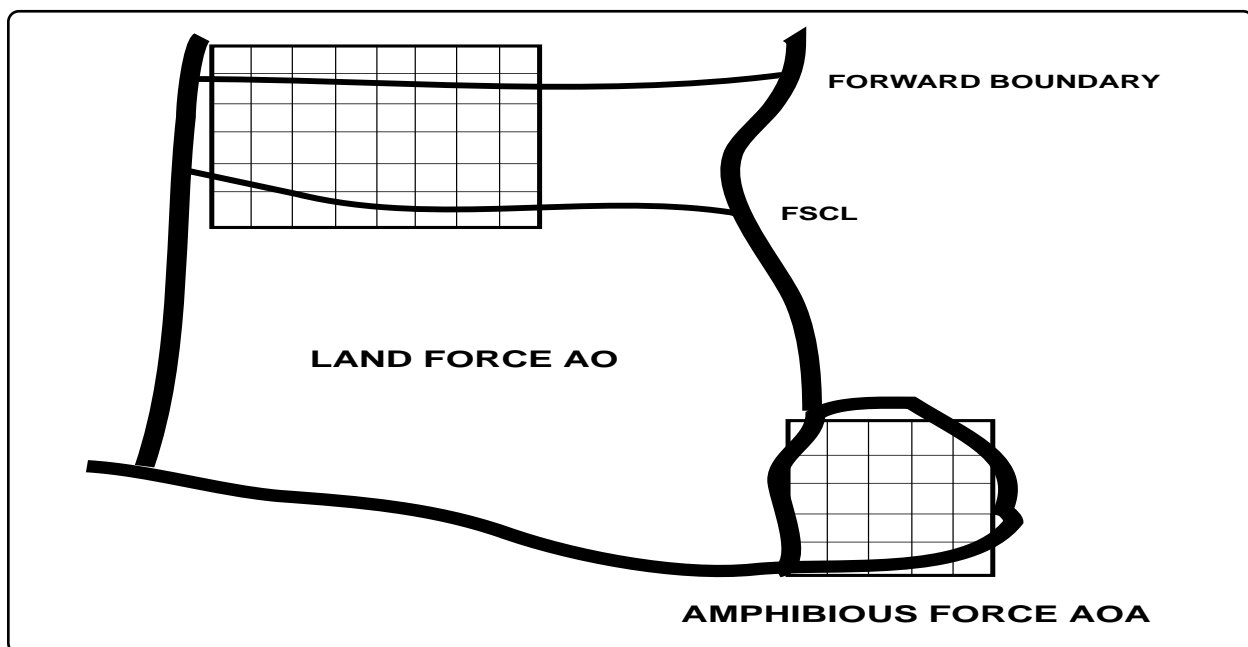 FORWARD BOUNDARY
FSCL
LAND FORCE AO
AMPHIBIOUS FORCE AOA